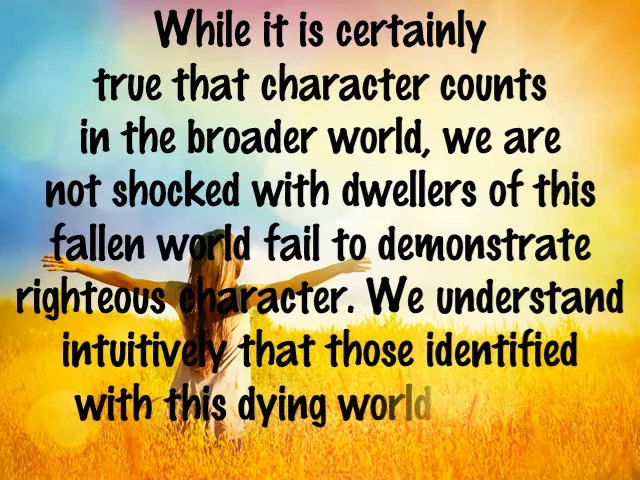 While it is certainly
true that character counts
in the broader world, we are
not shocked with dwellers of this
fallen world fail to demonstrate
righteous character. We understand
intuitively that those identified
with this dying world